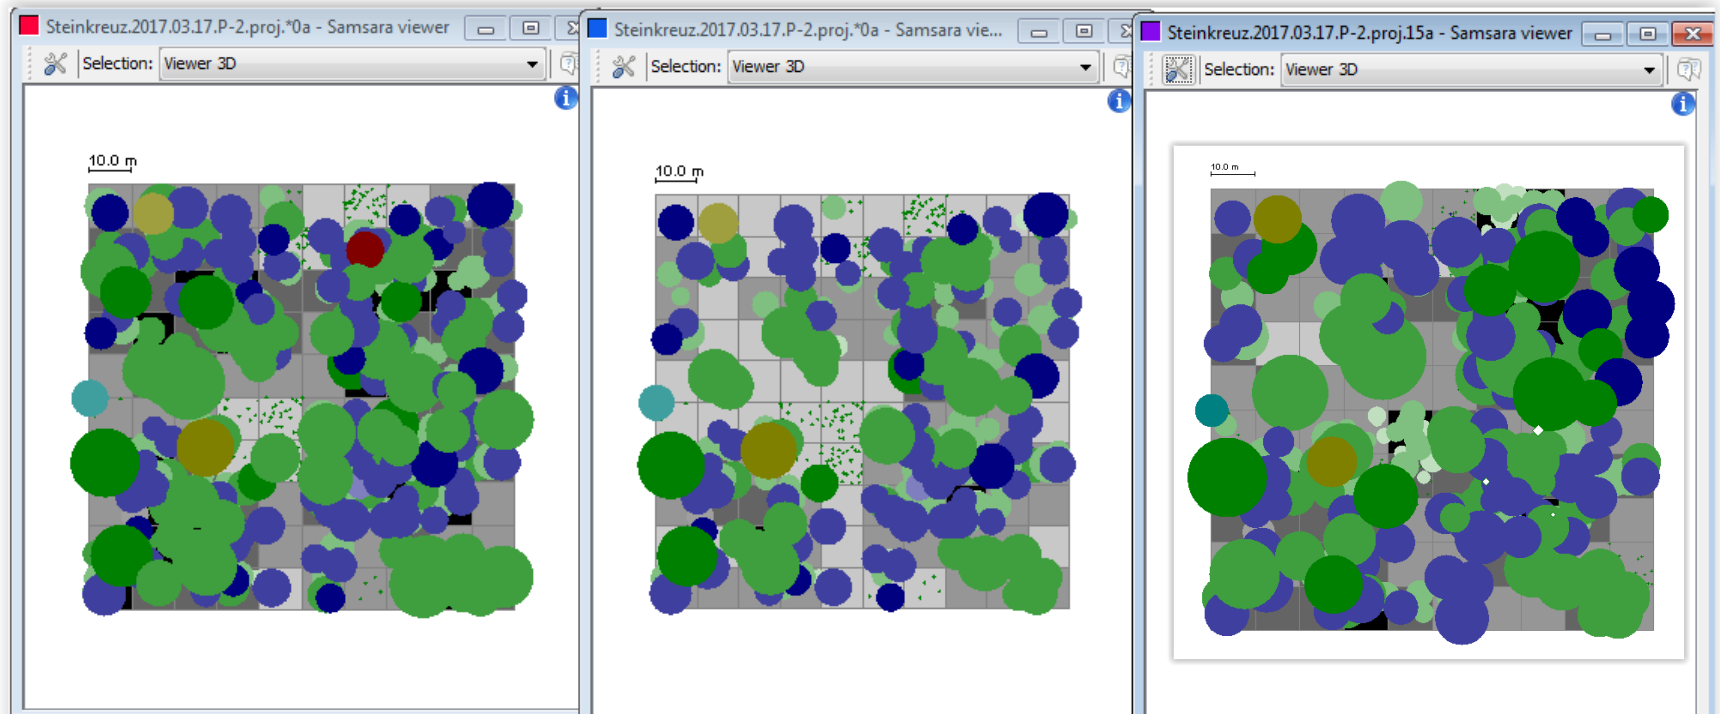 Steinkreuz.2017.03.17.P-2.proj.*0a - Samsara viewer
Selection: Viewer 3D
10.0 m
Steinkreuz.2017.03.17.P-2.proj.*0a - Samsara vie...
Selection: Viewer 3D
10.0 m
Steinkreuz.2017.03.17.P-2.proj.15a - Samsara viewer
Selection: Viewer 3D
10.0 m